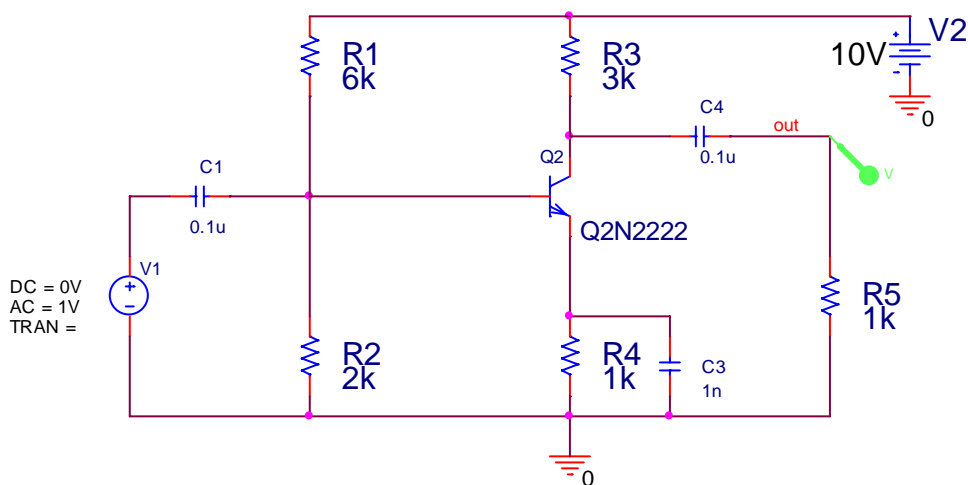 R1
6k
R3
3k
V2
10V
+
-
0
C1
0.1u
Q2
Q2N2222
C4
0.1u
out
V
V1
+
-
DC = 0V
AC = 1V
TRAN =
R2
2k
R4
1k
C3
1n
R5
1k
0